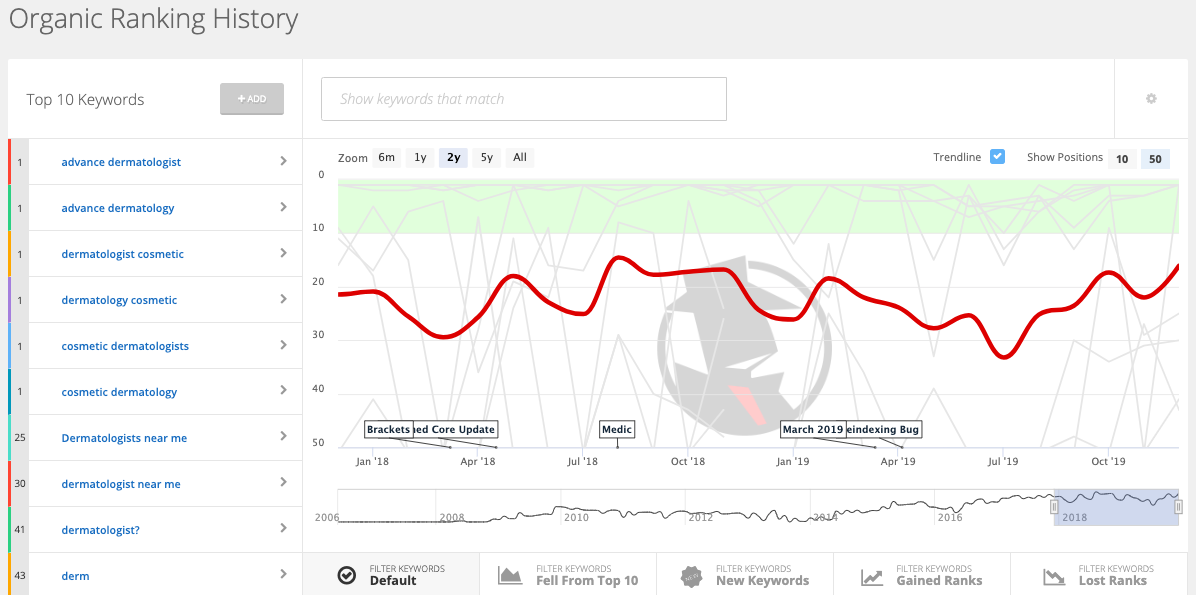 Organic Ranking History
Top 10 Keywords
+ ADD
Show keywords that match
1 advance dermatologist
1 advance dermatology
1 dermatologist cosmetic
1 dermatology cosmetic
1 cosmetic dermatologists
1 cosmetic dermatology
25 Dermatologists near me
30 dermatologist near me
41 dermatologist?
43 derm
Zoom 6m 1y 2y 5y All
Trendline Show Positions 10 50
0
10
20
30
40
50
Brackets ed Core Update Medic March 2019 eindexing Bug
Jan '18 Apr '18 Jul '18 Oct '18 Jan '19 Apr '19 Jul '19 Oct '19
2006 2008 2010 2012 2014 2016 2018
FILTER KEYWORDS
Default
FILTER KEYWORDS
Fell From Top 10
NEW
FILTER KEYWORDS
New Keywords
FILTER KEYWORDS
Gained Ranks
FILTER KEYWORDS
Lost Ranks